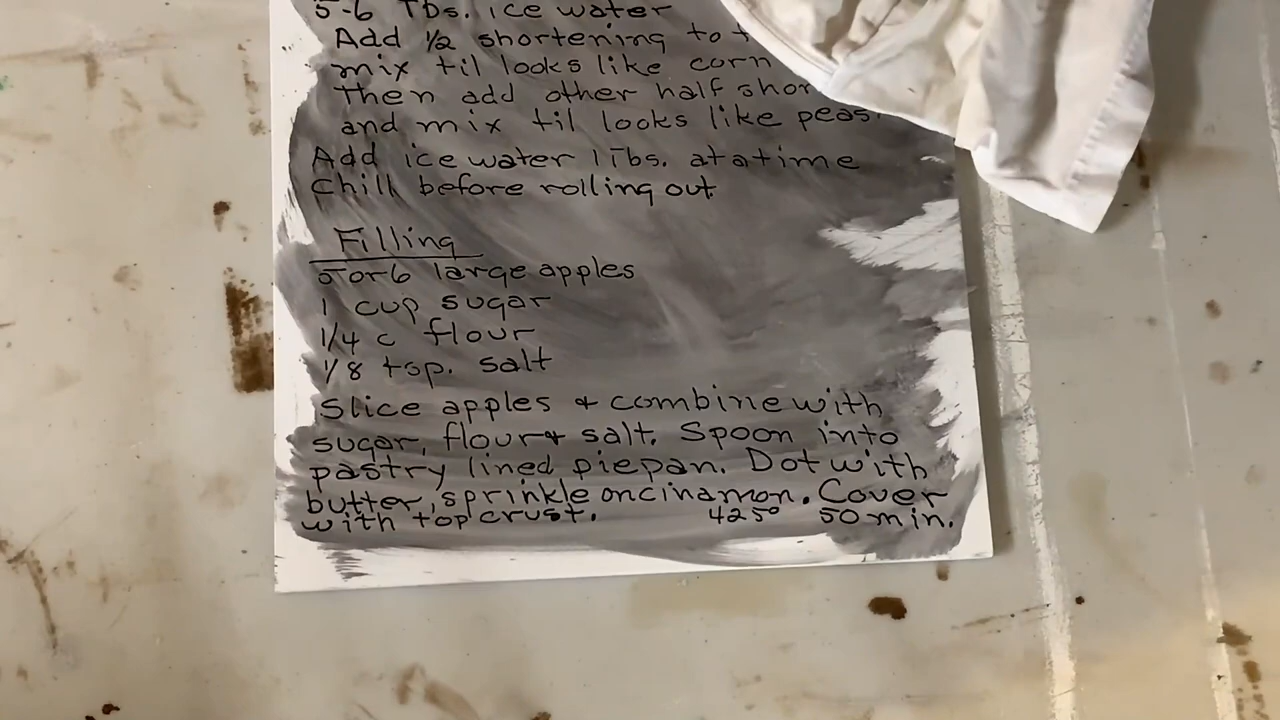 5-6 Tbs. ice water
Add 1/2 shortening to
mix til looks like corn
Then add other half
and mix til looks like peas
Add ice water 1 Tbs. at a time
Chill before rolling out
Filling
5 or 6 large apples
1 cup sugar
1/4 c flour
1/8 tsp. salt
Slice apples + combine with
sugar, flour + salt. Spoon into
pastry lined piepan. Dot with
butter, sprinkle on cinamon. Cover
with top crust. 425° 50 min.